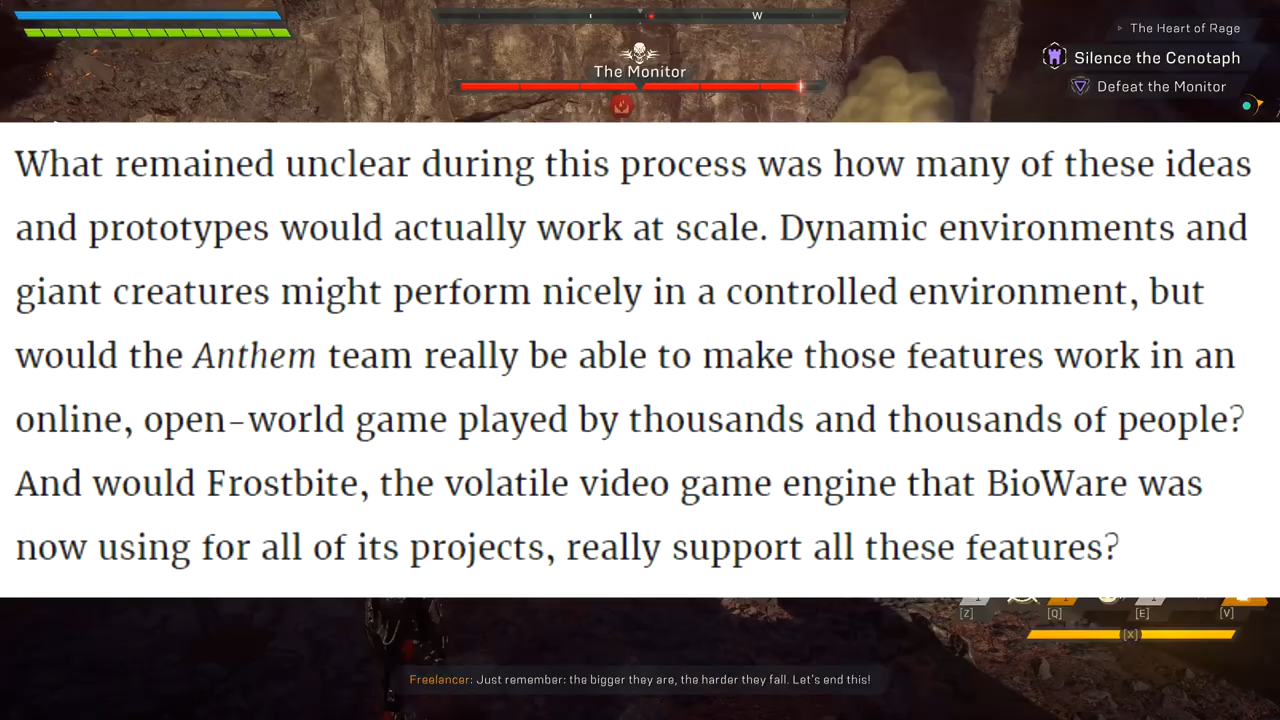 W
The Heart of Rage
The Monitor
Silence the Cenotaph
Defeat the Monitor
What remained unclear during this process was how many of these ideas
and prototypes would actually work at scale. Dynamic environments and
giant creatures might perform nicely in a controlled environment, but
would the Anthem team really be able to make those features work in an
online, open-world game played by thousands and thousands of people?
And would Frostbite, the volatile video game engine that BioWare was
now using for all of its projects, really support all these features?
[Z] [Q] [E] [V]
[X]
Freelancer: Just remember: the bigger they are, the harder they fall. Let's end this!